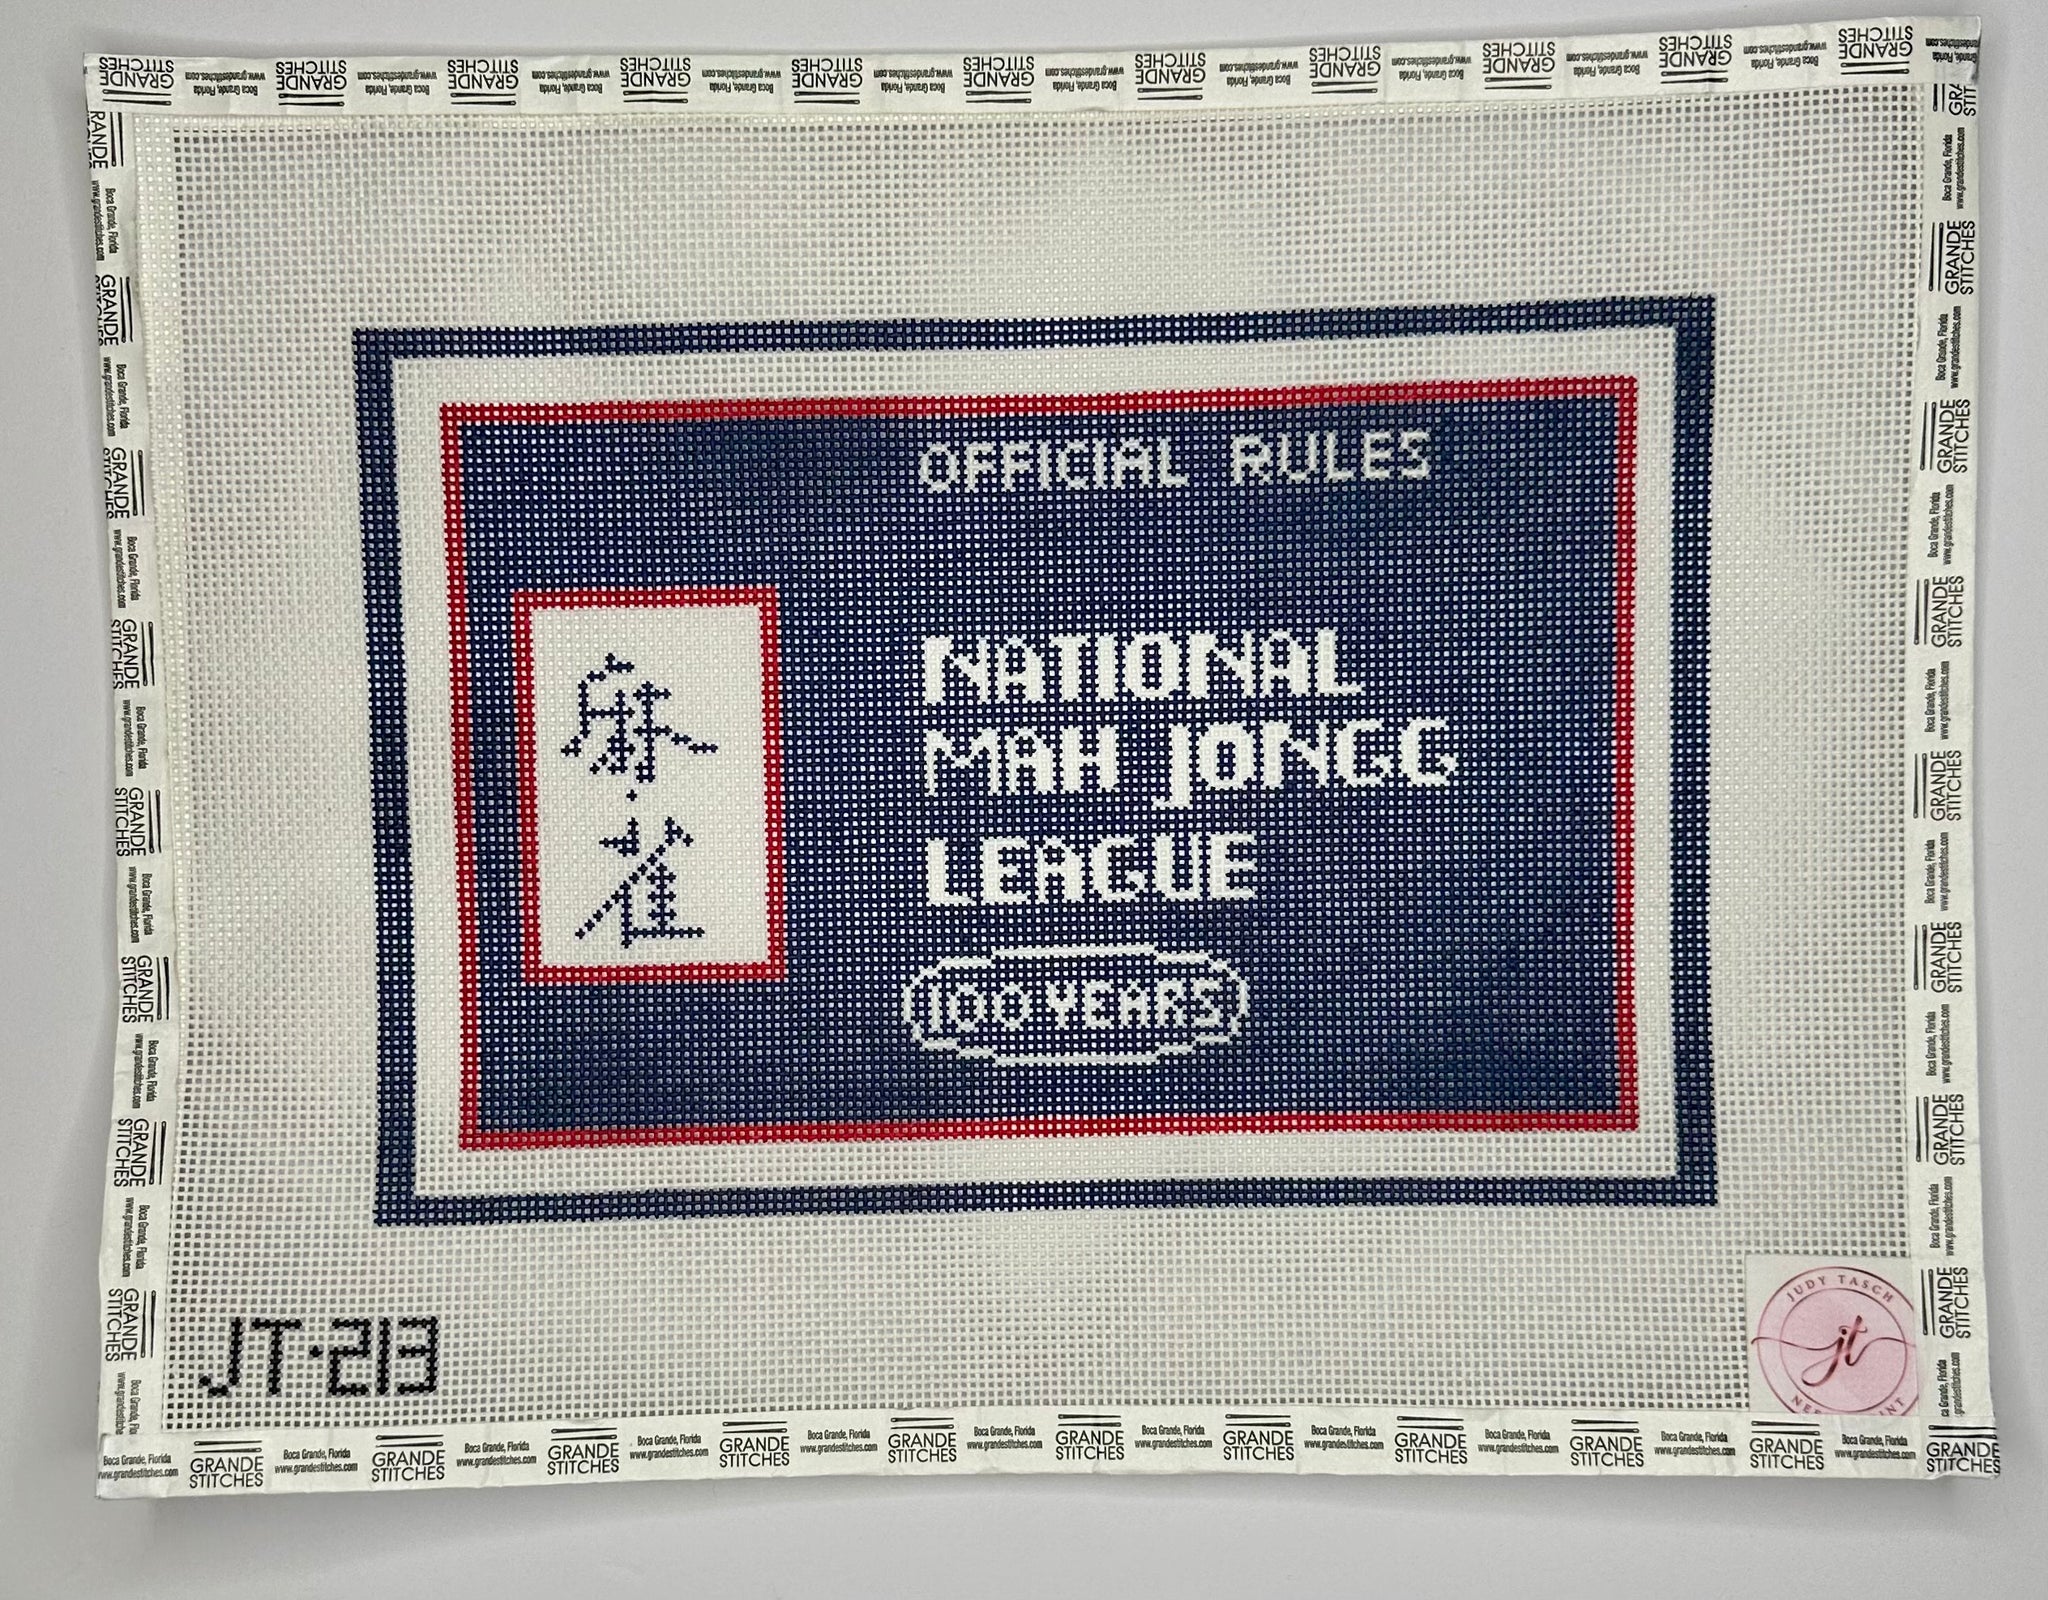 OFFICIAL RULES
麻
雀
NATIONAL
MAH JONGG
LEAGUE
100 YEARS
JT·213
JUDY TASCH
jt
GRANDE STITCHES
Boca Grande, Florida
www.grandestitches.com